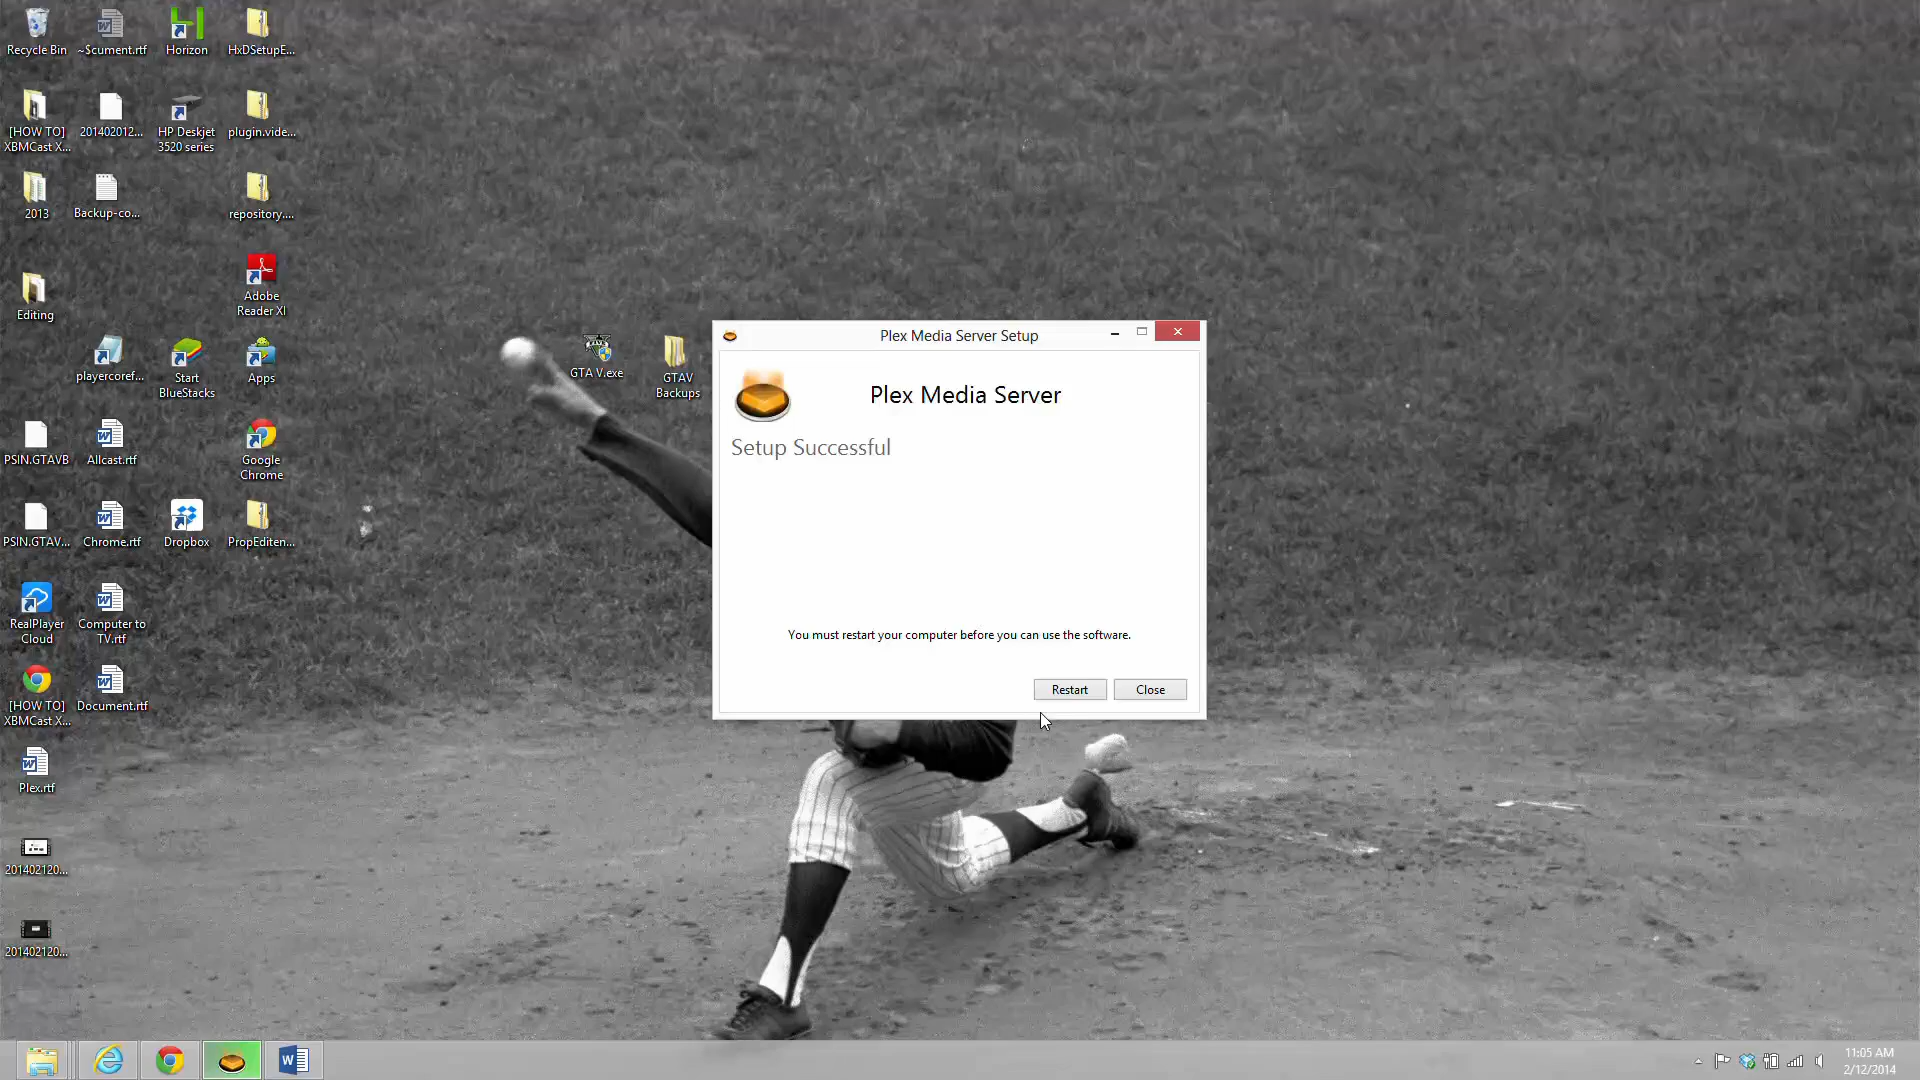 Recycle Bin
~$cument.rtf
Horizon
HxDSetupE...
[HOW TO]
XBMCast X...
201402012...
HP Deskjet
3520 series
plugin.vide...
2013
Backup-co...
repository....
Editing
Adobe
Reader XI
playercoref...
Start
BlueStacks
Apps
GTA V.exe
GTAV
Backups
PSIN.GTAVB
Allcast.rtf
Google
Chrome
PSIN.GTAV...
Chrome.rtf
Dropbox
PropEditen...
RealPlayer
Cloud
Computer to
TV.rtf
[HOW TO]
XBMCast X...
Document.rtf
Plex.rtf
201402120...
201402120...
Plex Media Server Setup
Plex Media Server
Setup Successful
You must restart your computer before you can use the software.
Restart
Close
11:05 AM
2/12/2014